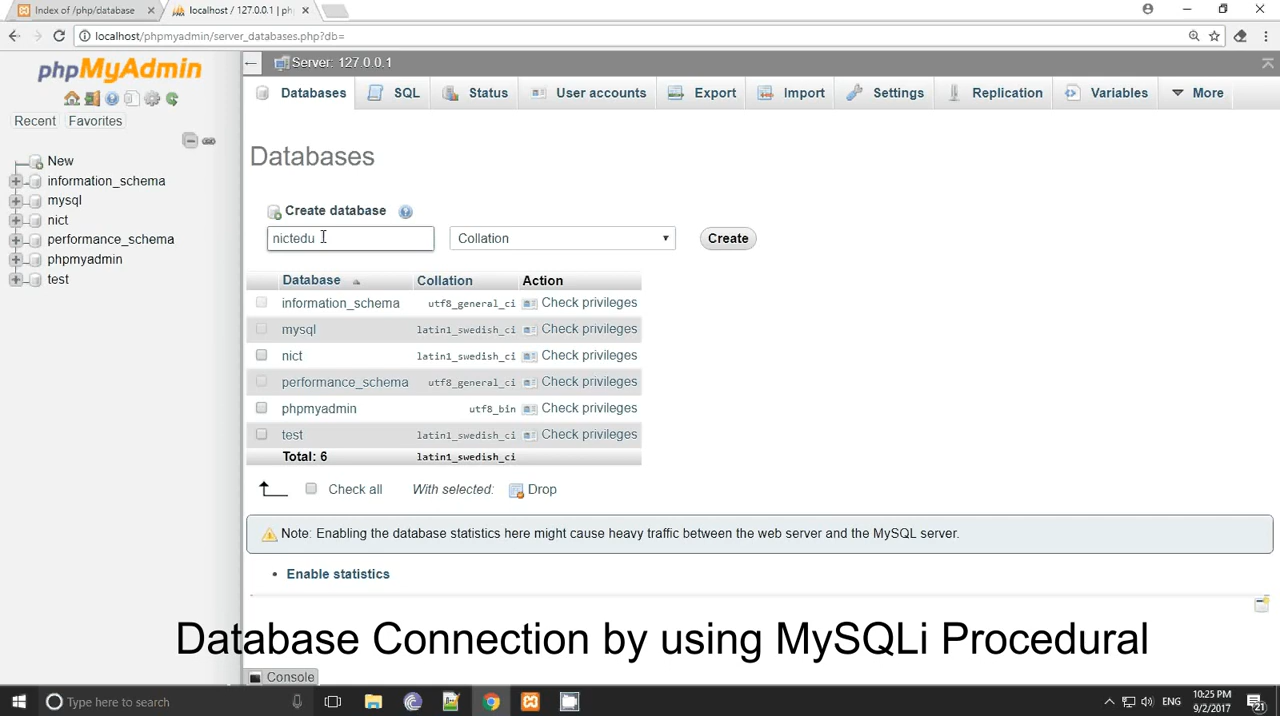 Index of /php/database
localhost / 127.0.0.1 | ph
localhost/phpmyadmin/server_databases.php?db=
phpMyAdmin
Recent Favorites
New
information_schema
mysql
nict
performance_schema
phpmyadmin
test
Server: 127.0.0.1
Databases SQL Status User accounts Export Import Settings Replication Variables More
Databases
Create database
nictedu Collation Create
Database Collation Action
information_schema utf8_general_ci Check privileges
mysql latin1_swedish_ci Check privileges
nict latin1_swedish_ci Check privileges
performance_schema utf8_general_ci Check privileges
phpmyadmin utf8_bin Check privileges
test latin1_swedish_ci Check privileges
Total: 6 latin1_swedish_ci
Check all With selected: Drop
Note: Enabling the database statistics here might cause heavy traffic between the web server and the MySQL server.
Enable statistics
Database Connection by using MySQLi Procedural
Console
Type here to search
ENG
10:25 PM
9/2/2017
21